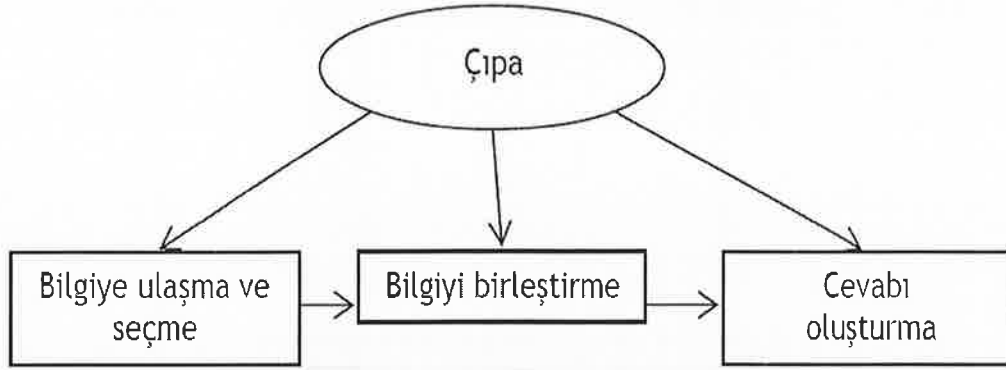 Çıpa
Bilgiye ulaşma ve
seçme
Bilgiyi birleştirme
Cevabı
oluşturma